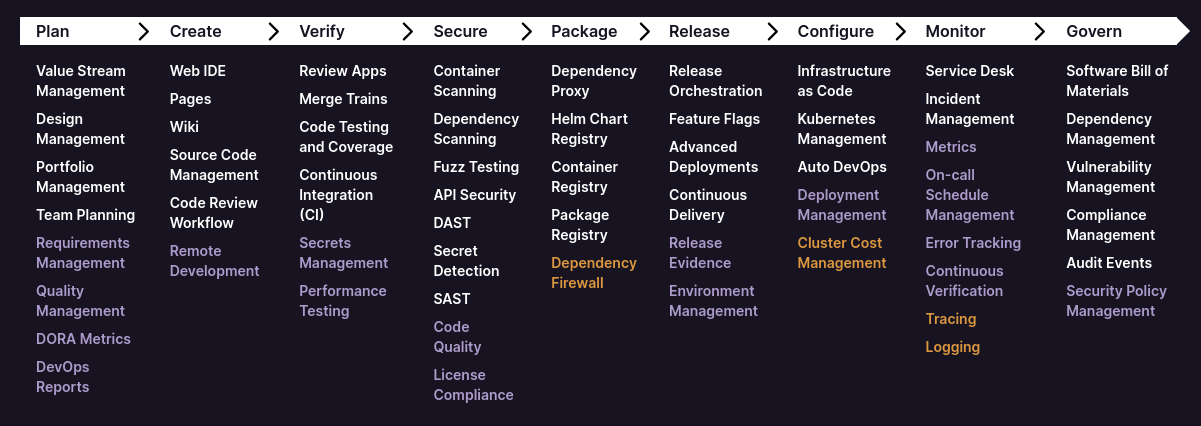 Plan
Create
Verify
Secure
Package
Release
Configure
Monitor
Govern
Value Stream
Management
Design
Management
Portfolio
Management
Team Planning
Requirements
Management
Quality
Management
DORA Metrics
DevOps
Reports
Web IDE
Pages
Wiki
Source Code
Management
Code Review
Workflow
Remote
Development
Review Apps
Merge Trains
Code Testing
and Coverage
Continuous
Integration
(CI)
Secrets
Management
Performance
Testing
Container
Scanning
Dependency
Scanning
Fuzz Testing
API Security
DAST
Secret
Detection
SAST
Code
Quality
License
Compliance
Dependency
Proxy
Helm Chart
Registry
Container
Registry
Package
Registry
Dependency
Firewall
Release
Orchestration
Feature Flags
Advanced
Deployments
Continuous
Delivery
Release
Evidence
Environment
Management
Infrastructure
as Code
Kubernetes
Management
Auto DevOps
Deployment
Management
Cluster Cost
Management
Service Desk
Incident
Management
Metrics
On-call
Schedule
Management
Error Tracking
Continuous
Verification
Tracing
Logging
Software Bill of
Materials
Dependency
Management
Vulnerability
Management
Compliance
Management
Audit Events
Security Policy
Management